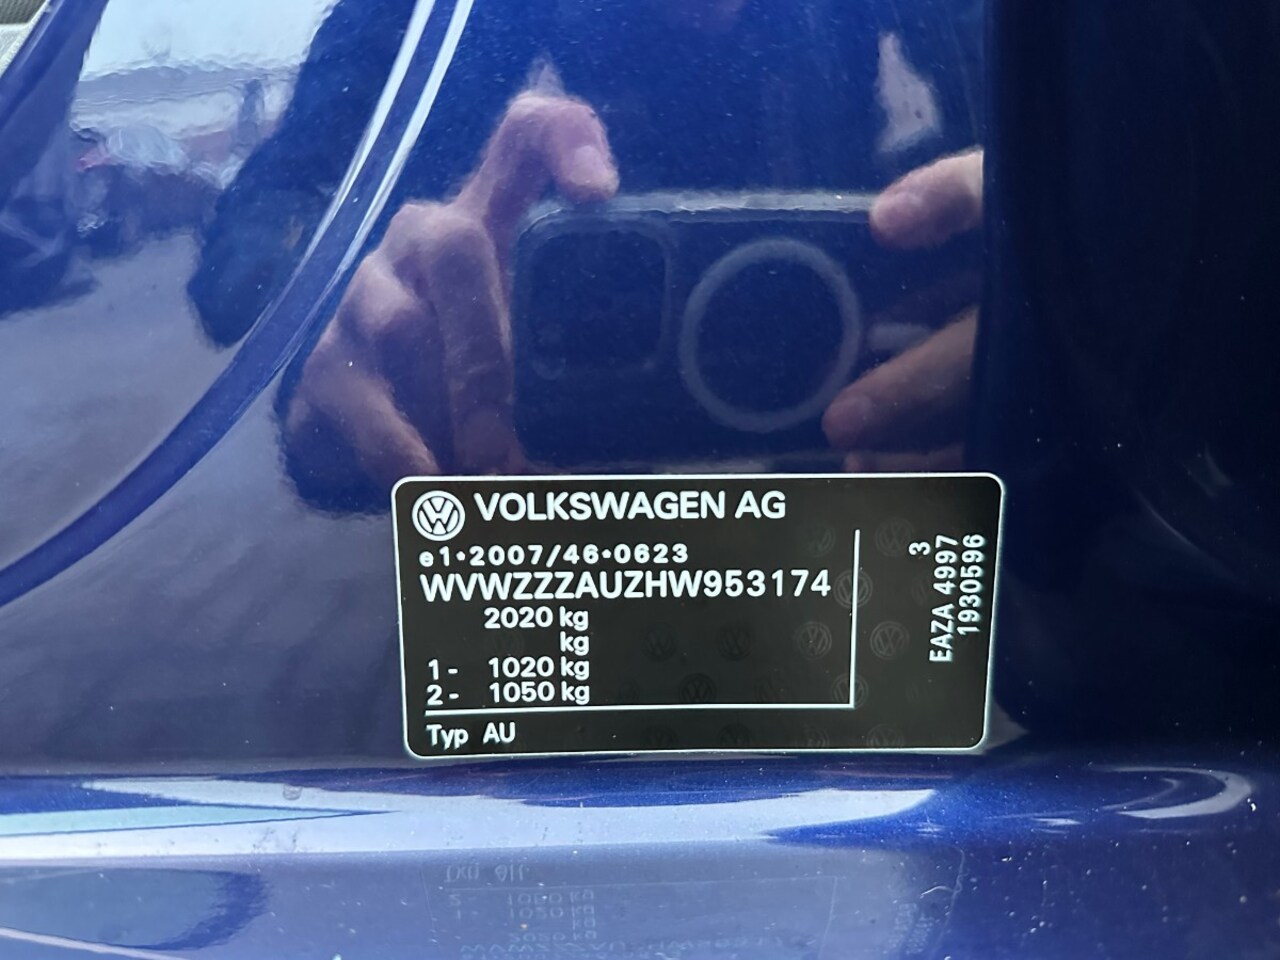 VOLKSWAGEN AG
e1*2007/46*0623
WVWZZZAUZHW953174
2020 kg
kg
1- 1020 kg
2- 1050 kg
Typ AU
3
EAZA 4997
1930596